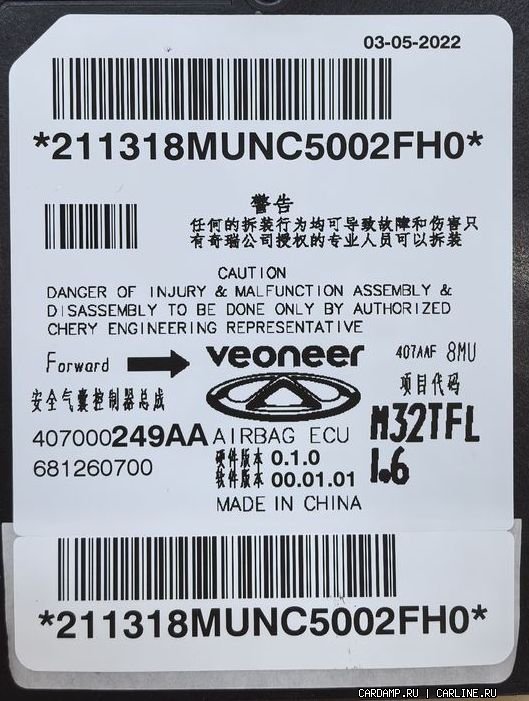 03-05-2022
*211318MUNC5002FH0*
警告
任何的拆装行为均可导致故障和伤害只
有奇瑞公司授权的专业人员可以拆装
CAUTION
DANGER OF INJURY & MALFUNCTION ASSEMBLY &
DISASSEMBLY TO BE DONE ONLY BY AUTHORIZED
CHERY ENGINEERING REPRESENTATIVE
Forward veoneer 407AAF 8MU
项目代码
安全气囊控制器总成
407000249AA AIRBAG ECU M32TFL
硬件版本 0.1.0
681260700 软件版本 00.01.01 1.6
MADE IN CHINA
*211318MUNC5002FH0*
CARDAMP.RU | CARLINE.RU